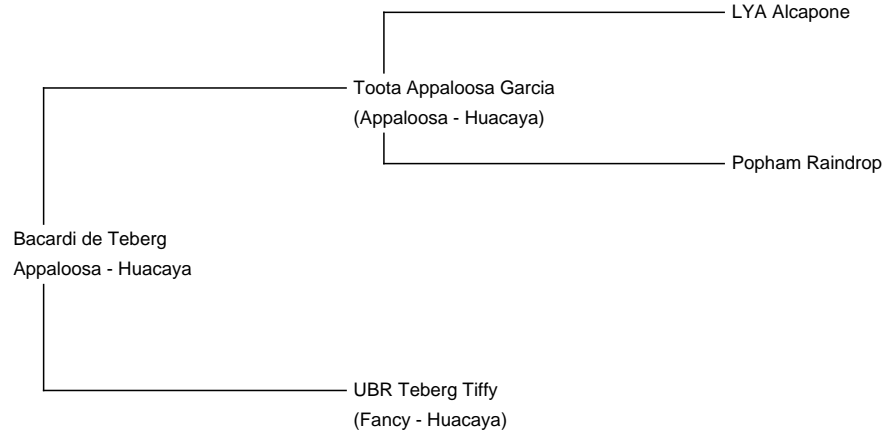 LYA Alcapone
Toota Appaloosa Garcia
(Appaloosa - Huacaya)
Popham Raindrop
Bacardi de Teberg
Appaloosa - Huacaya
UBR Teberg Tiffy
(Fancy - Huacaya)